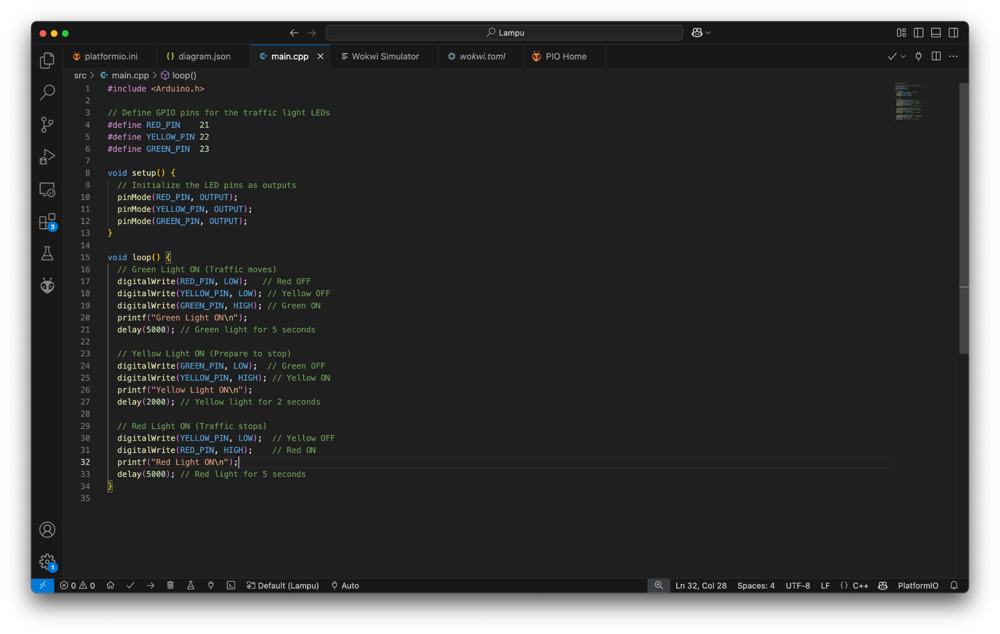 Lampu
platformio.ini
{} diagram.json
main.cpp
Wokwi Simulator
wokwi.toml
PIO Home
src > main.cpp > loop()
1 #include <Arduino.h>
2
3 // Define GPIO pins for the traffic light LEDs
4 #define RED_PIN    21
5 #define YELLOW_PIN 22
6 #define GREEN_PIN  23
7
8 void setup() {
9   // Initialize the LED pins as outputs
10   pinMode(RED_PIN, OUTPUT);
11   pinMode(YELLOW_PIN, OUTPUT);
12   pinMode(GREEN_PIN, OUTPUT);
13 }
14
15 void loop() {
16   // Green Light ON (Traffic moves)
17   digitalWrite(RED_PIN, LOW);   // Red OFF
18   digitalWrite(YELLOW_PIN, LOW); // Yellow OFF
19   digitalWrite(GREEN_PIN, HIGH); // Green ON
20   printf("Green Light ON\n");
21   delay(5000); // Green light for 5 seconds
22
23   // Yellow Light ON (Prepare to stop)
24   digitalWrite(GREEN_PIN, LOW);  // Green OFF
25   digitalWrite(YELLOW_PIN, HIGH); // Yellow ON
26   printf("Yellow Light ON\n");
27   delay(2000); // Yellow light for 2 seconds
28
29   // Red Light ON (Traffic stops)
30   digitalWrite(YELLOW_PIN, LOW);  // Yellow OFF
31   digitalWrite(RED_PIN, HIGH);    // Red ON
32   printf("Red Light ON\n");
33   delay(5000); // Red light for 5 seconds
34 }
35
3
1
0 0 Default (Lampu) Auto Ln 32, Col 28 Spaces: 4 UTF-8 LF {} C++ PlatformIO